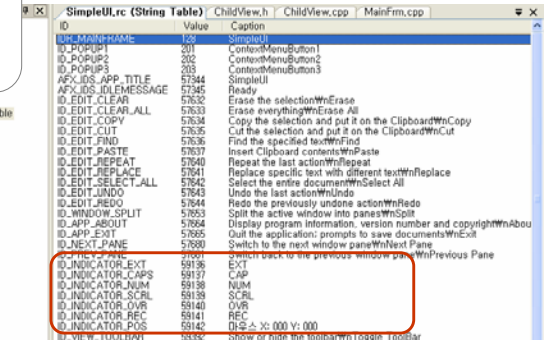 SimpleUI.rc (String Table) ChildView.h ChildView.cpp MainFrm.cpp
ID Value Caption
IDR_MAINFRAME 128 SimpleUI
ID_POPUP1 201 ContextMenuButton1
ID_POPUP2 202 ContextMenuButton2
ID_POPUP3 203 ContextMenuButton3
AFX_IDS_APP_TITLE 57344 SimpleUI
AFX_IDS_IDLEMESSAGE 57345 Ready
ID_EDIT_CLEAR 57632 Erase the selection₩nErase
ID_EDIT_CLEAR_ALL 57633 Erase everything₩nErase All
ID_EDIT_COPY 57634 Copy the selection and put it on the Clipboard₩nCopy
ID_EDIT_CUT 57635 Cut the selection and put it on the Clipboard₩nCut
ID_EDIT_FIND 57636 Find the specified text₩nFind
ID_EDIT_PASTE 57637 Insert Clipboard contents₩nPaste
ID_EDIT_REPEAT 57640 Repeat the last action₩nRepeat
ID_EDIT_REPLACE 57641 Replace specific text with different text₩nReplace
ID_EDIT_SELECT_ALL 57642 Select the entire document₩nSelect All
ID_EDIT_UNDO 57643 Undo the last action₩nUndo
ID_EDIT_REDO 57644 Redo the previously undone action₩nRedo
ID_WINDOW_SPLIT 57653 Split the active window into panes₩nSplit
ID_APP_ABOUT 57664 Display program information, version number and copyright₩nAbou
ID_APP_EXIT 57665 Quit the application; prompts to save documents₩nExit
ID_NEXT_PANE 57680 Switch to the next window pane₩nNext Pane
ID_PREV_PANE 57681 Switch back to the previous window pane₩nPrevious Pane
ID_INDICATOR_EXT 59136 EXT
ID_INDICATOR_CAPS 59137 CAP
ID_INDICATOR_NUM 59138 NUM
ID_INDICATOR_SCRL 59139 SCRL
ID_INDICATOR_OVR 59140 OVR
ID_INDICATOR_REC 59141 REC
ID_INDICATOR_POS 59142 마우스 X: 000 Y: 000
ID_VIEW_TOOLBAR 59392 Show or hide the toolbar₩nToggle ToolBar